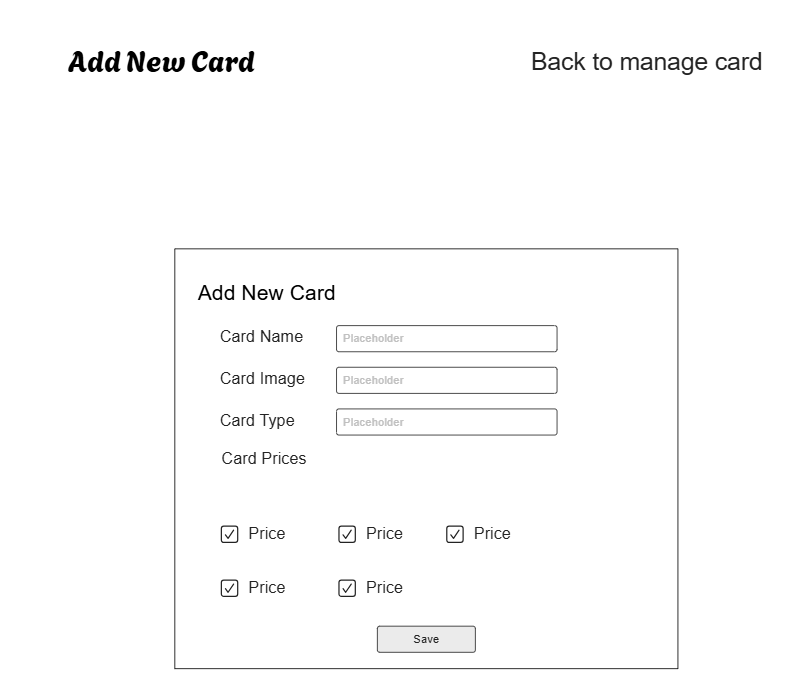 Add New Card
Back to manage card
Add New Card
Card Name Placeholder
Card Image Placeholder
Card Type Placeholder
Card Prices
Price Price Price
Price Price
Save